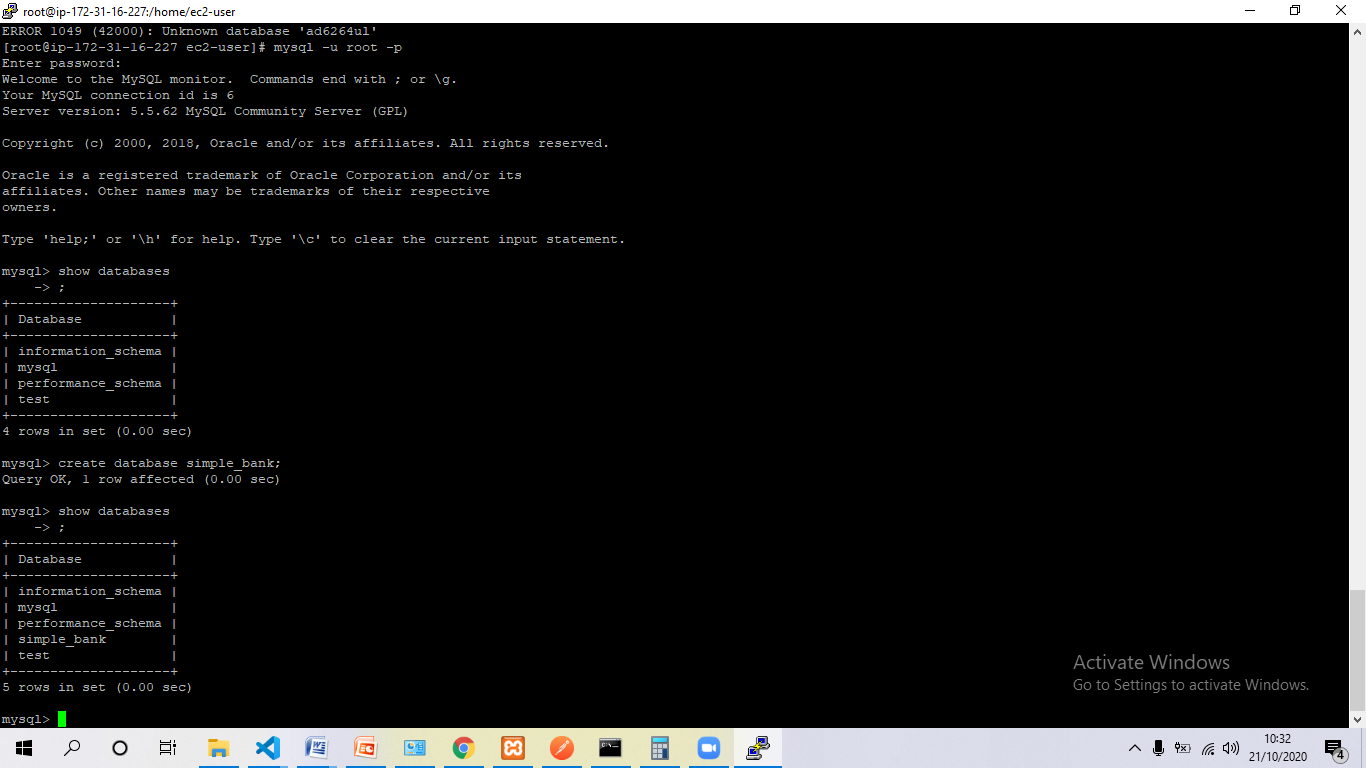 root@ip-172-31-16-227:/home/ec2-user
ERROR 1049 (42000): Unknown database 'ad6264ul'
[root@ip-172-31-16-227 ec2-user]# mysql -u root -p
Enter password:
Welcome to the MySQL monitor.  Commands end with ; or \g.
Your MySQL connection id is 6
Server version: 5.5.62 MySQL Community Server (GPL)
Copyright (c) 2000, 2018, Oracle and/or its affiliates. All rights reserved.
Oracle is a registered trademark of Oracle Corporation and/or its
affiliates. Other names may be trademarks of their respective
owners.
Type 'help;' or '\h' for help. Type '\c' to clear the current input statement.
mysql> show databases
    -> ;
+--------------------+
| Database           |
+--------------------+
| information_schema |
| mysql              |
| performance_schema |
| test               |
+--------------------+
4 rows in set (0.00 sec)
mysql> create database simple_bank;
Query OK, 1 row affected (0.00 sec)
mysql> show databases
    -> ;
+--------------------+
| Database           |
+--------------------+
| information_schema |
| mysql              |
| performance_schema |
| simple_bank        |
| test               |
+--------------------+
5 rows in set (0.00 sec)
mysql>
Activate Windows
Go to Settings to activate Windows.
10:32
21/10/2020
4